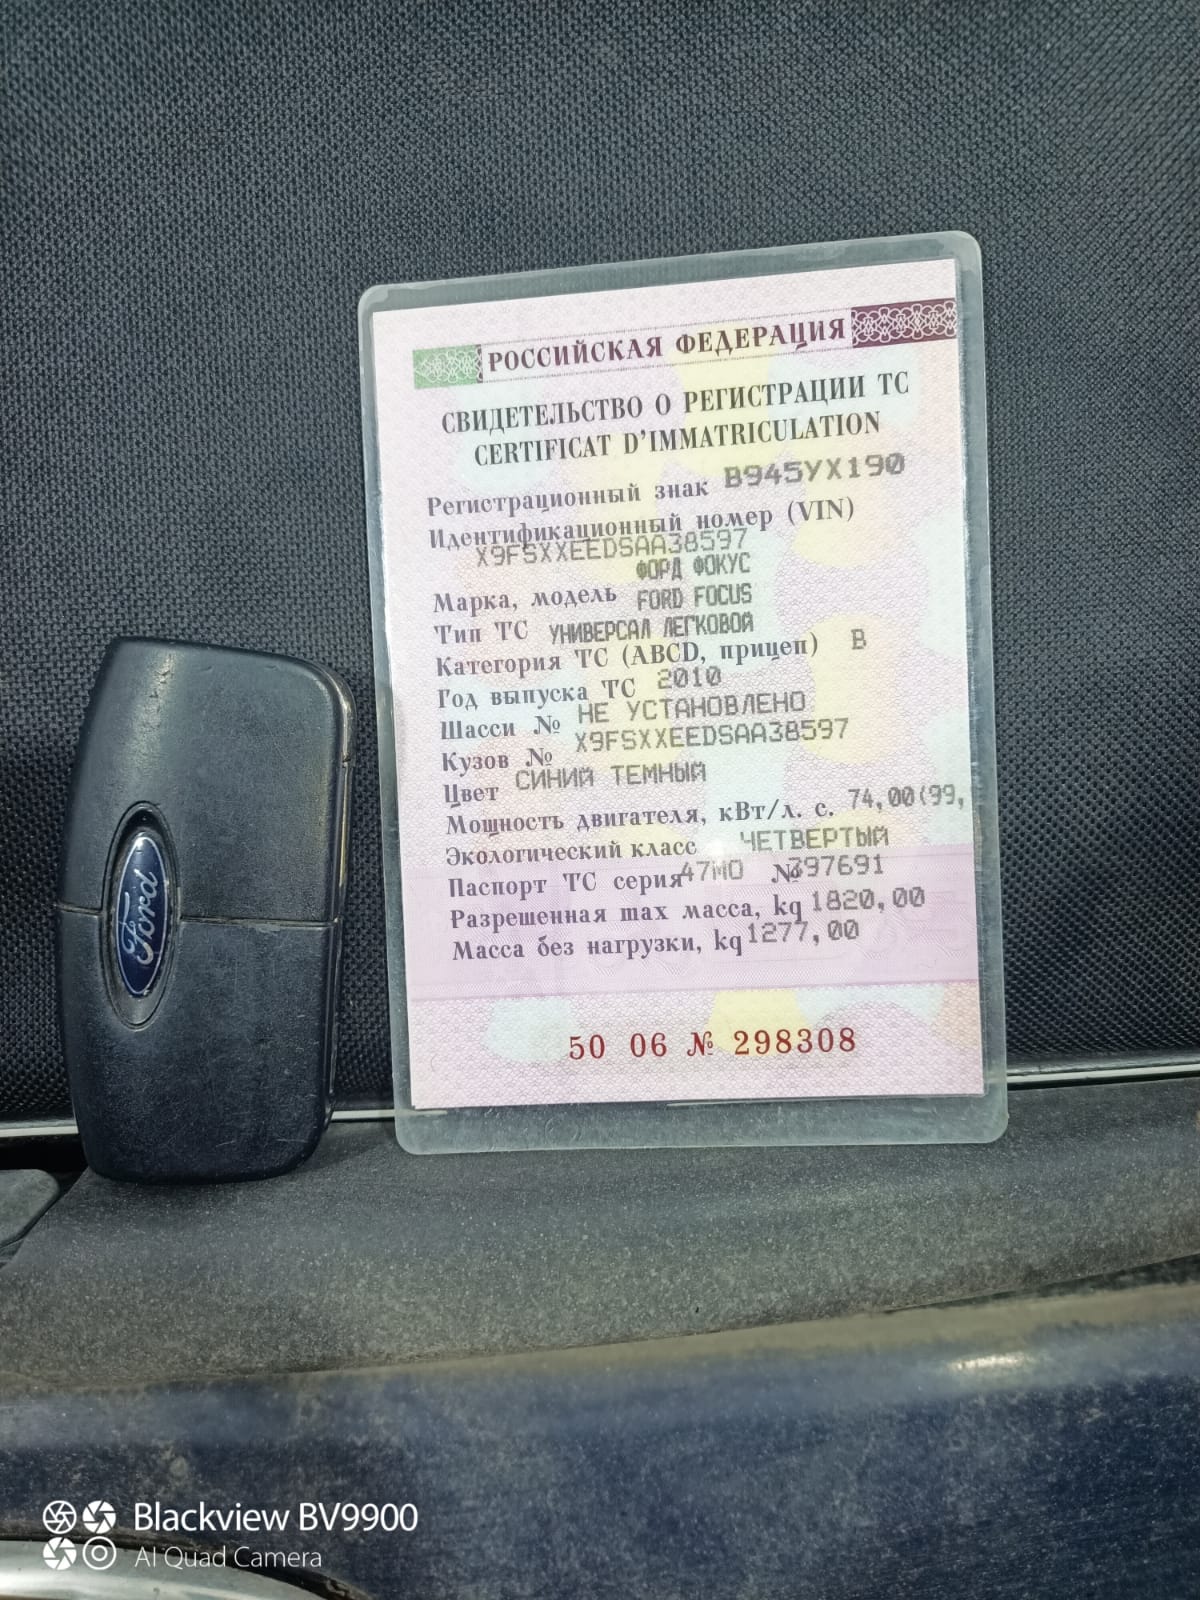 РОССИЙСКАЯ ФЕДЕРАЦИЯ
СВИДЕТЕЛЬСТВО О РЕГИСТРАЦИИ ТС
CERTIFICAT D'IMMATRICULATION
Регистрационный знак В945УХ190
Идентификационный номер (VIN)
X9FSXXEEDSAA38597
ФОРД ФОКУС
Марка, модель FORD FOCUS
Тип ТС УНИВЕРСАЛ ЛЕГКОВОЙ
Категория ТС (ABCD, прицеп) В
Год выпуска ТС 2010
Шасси № НЕ УСТАНОВЛЕНО
Кузов № X9FSXXEEDSAA38597
Цвет СИНИЙ ТЕМНЫЙ
Мощность двигателя, кВт/л. с. 74,00(99,
Экологический класс ЧЕТВЕРТЫЙ
Паспорт ТС серия 47МО № 397691
Разрешенная max масса, kg 1820,00
Масса без нагрузки, kg 1277,00
50 06 № 298308
Ford
Blackview BV9900
AI Quad Camera